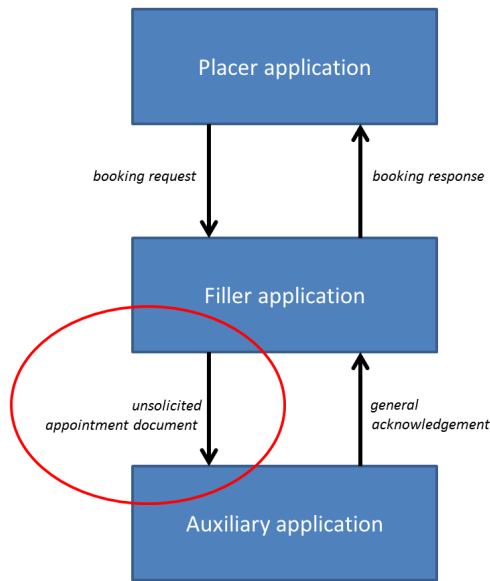 Placer application
booking request
booking response
Filler application
unsolicited
appointment document
general
acknowledgement
Auxiliary application